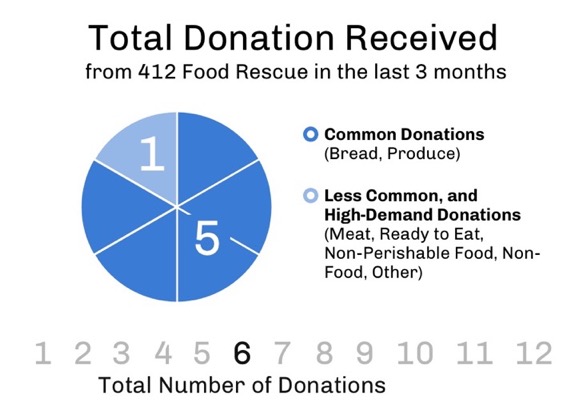 Total Donation Received
from 412 Food Rescue in the last 3 months
1
5
Common Donations
(Bread, Produce)
Less Common, and
High-Demand Donations
(Meat, Ready to Eat,
Non-Perishable Food, Non-
Food, Other)
1 2 3 4 5 6 7 8 9 10 11 12
Total Number of Donations